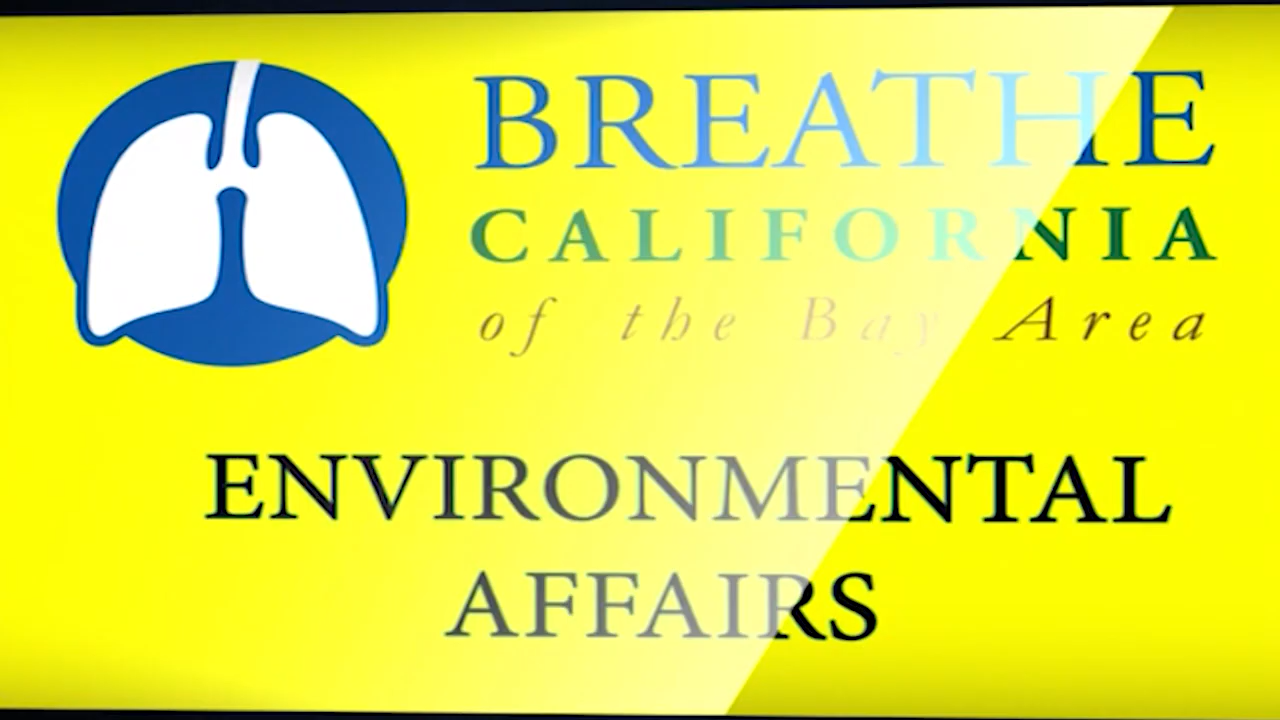 BREATHE
CALIFORNIA
of the Bay Area
ENVIRONMENTAL
AFFAIRS